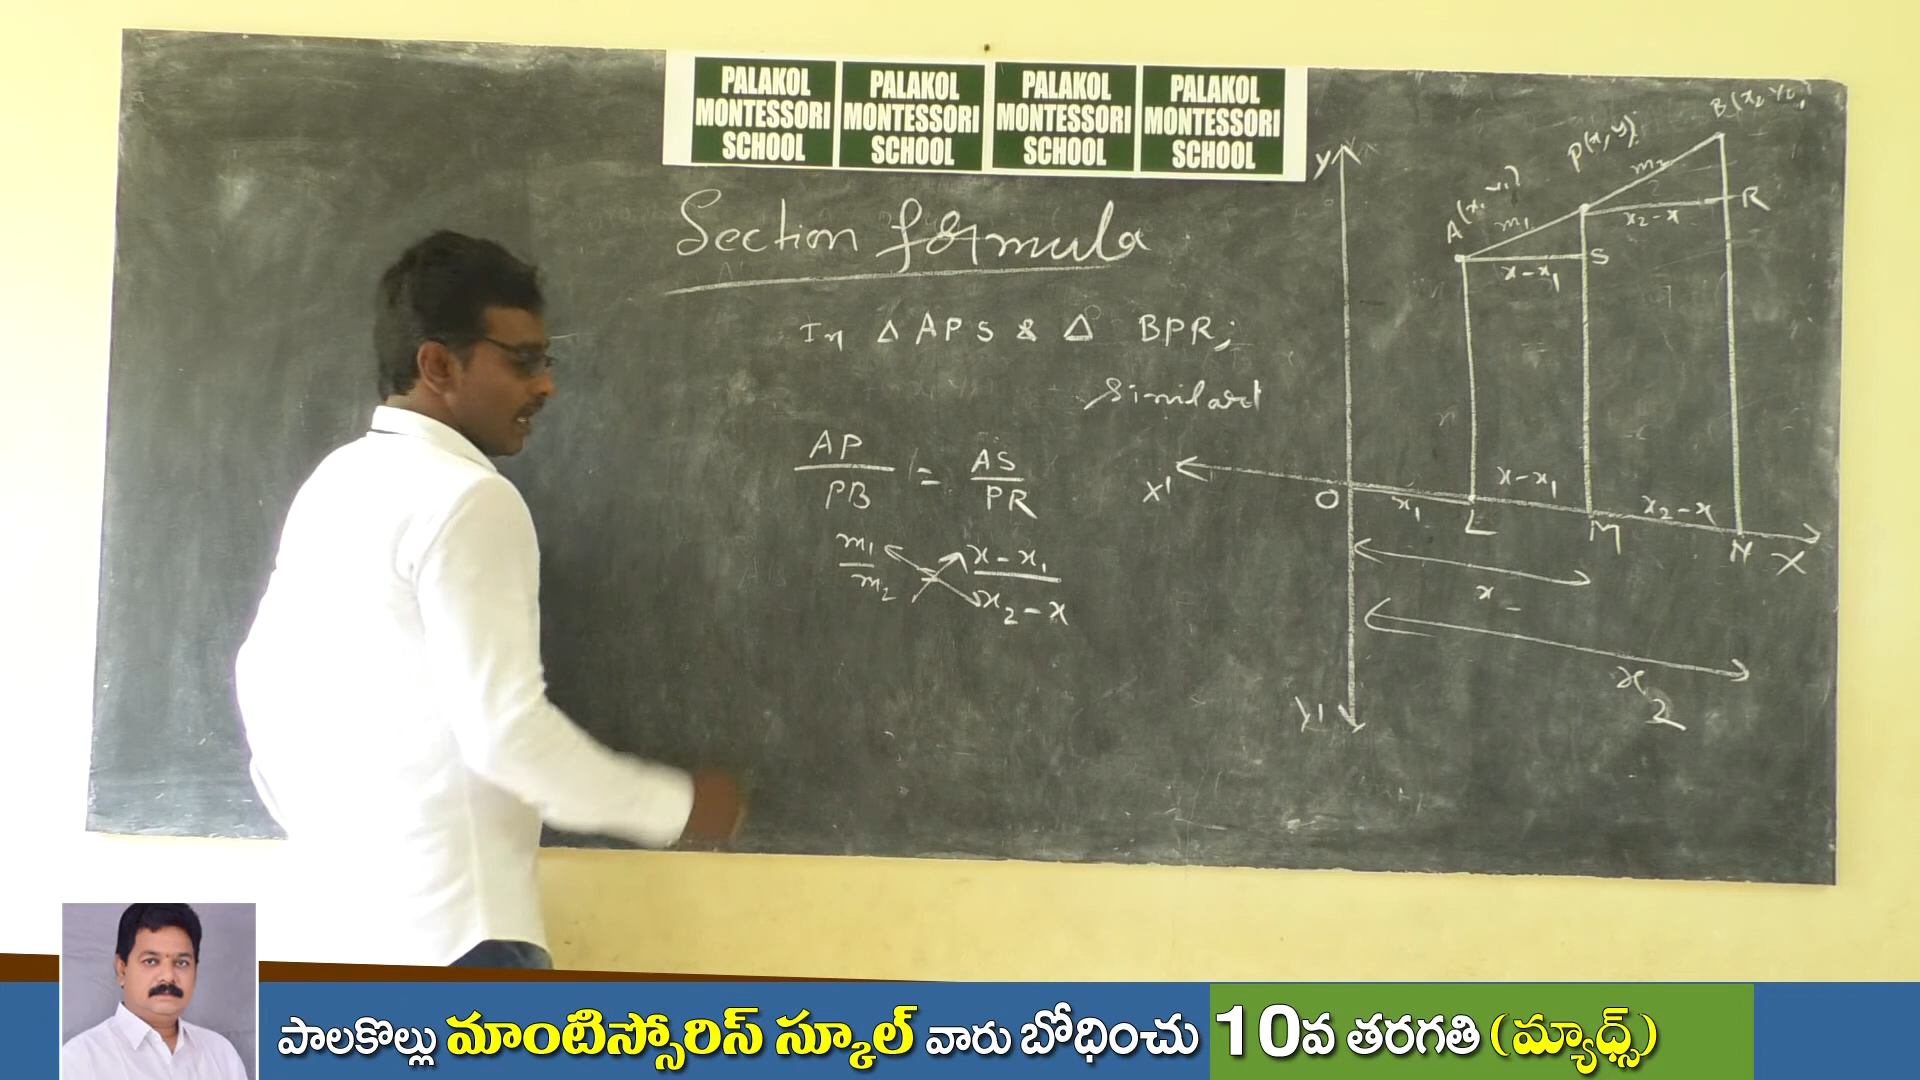 PALAKOL MONTESSORI SCHOOL
PALAKOL MONTESSORI SCHOOL
PALAKOL MONTESSORI SCHOOL
PALAKOL MONTESSORI SCHOOL
Section formula
In Δ APS & Δ BPR;
Similar
AP/PB = AS/PR
m₁/m₂ x - x₁/x₂ - x
Y
B(x₂ y₂)
P(x, y)
m₂
A(x₁ y₁)
m₁
x₂ - x
R
x - x₁
S
X'
O
x₁
L
x - x₁
M
x₂ - x
N
X
x
x₂
Y'
పాలకొల్లు మాంటిస్సోరిస్ స్కూల్ వారు బోధించు 10వ తరగతి (మ్యాధ్స్)